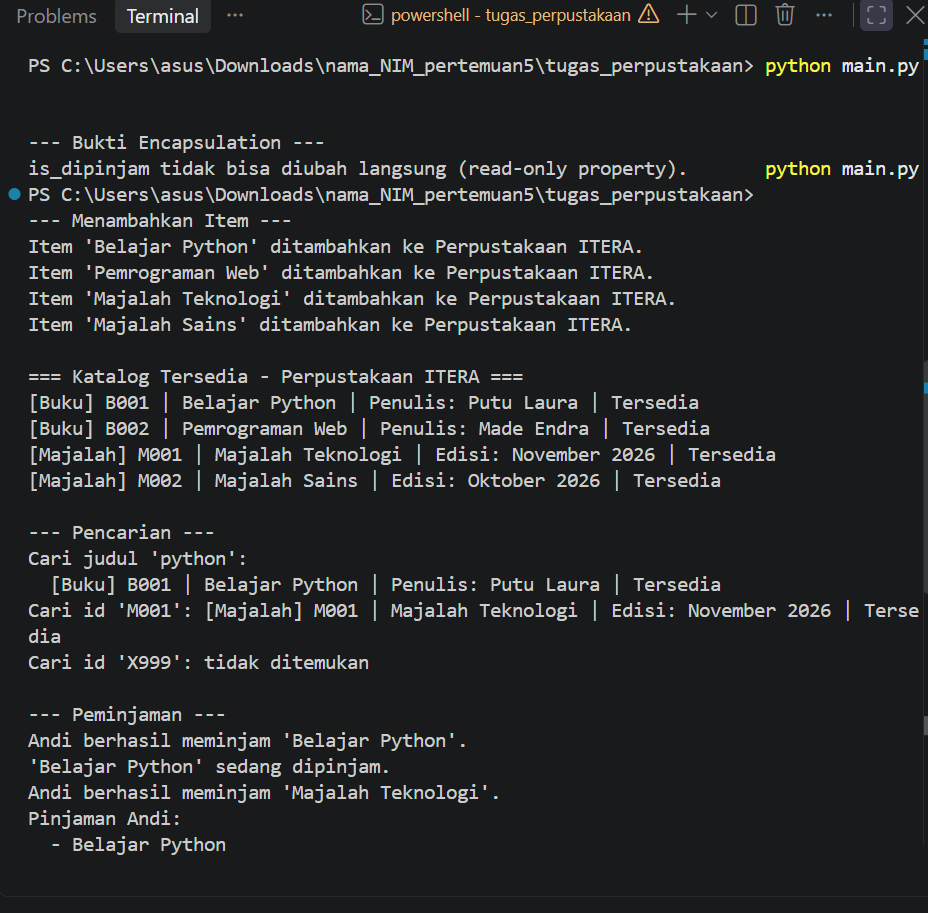 Problems Terminal ··· powershell - tugas_perpustakaan
PS C:\Users\asus\Downloads\nama_NIM_pertemuan5\tugas_perpustakaan> python main.py
--- Bukti Encapsulation ---
is_dipinjam tidak bisa diubah langsung (read-only property). python main.py
PS C:\Users\asus\Downloads\nama_NIM_pertemuan5\tugas_perpustakaan>
--- Menambahkan Item ---
Item 'Belajar Python' ditambahkan ke Perpustakaan ITERA.
Item 'Pemrograman Web' ditambahkan ke Perpustakaan ITERA.
Item 'Majalah Teknologi' ditambahkan ke Perpustakaan ITERA.
Item 'Majalah Sains' ditambahkan ke Perpustakaan ITERA.
=== Katalog Tersedia - Perpustakaan ITERA ===
[Buku] B001 | Belajar Python | Penulis: Putu Laura | Tersedia
[Buku] B002 | Pemrograman Web | Penulis: Made Endra | Tersedia
[Majalah] M001 | Majalah Teknologi | Edisi: November 2026 | Tersedia
[Majalah] M002 | Majalah Sains | Edisi: Oktober 2026 | Tersedia
--- Pencarian ---
Cari judul 'python':
[Buku] B001 | Belajar Python | Penulis: Putu Laura | Tersedia
Cari id 'M001': [Majalah] M001 | Majalah Teknologi | Edisi: November 2026 | Terse
dia
Cari id 'X999': tidak ditemukan
--- Peminjaman ---
Andi berhasil meminjam 'Belajar Python'.
'Belajar Python' sedang dipinjam.
Andi berhasil meminjam 'Majalah Teknologi'.
Pinjaman Andi:
- Belajar Python